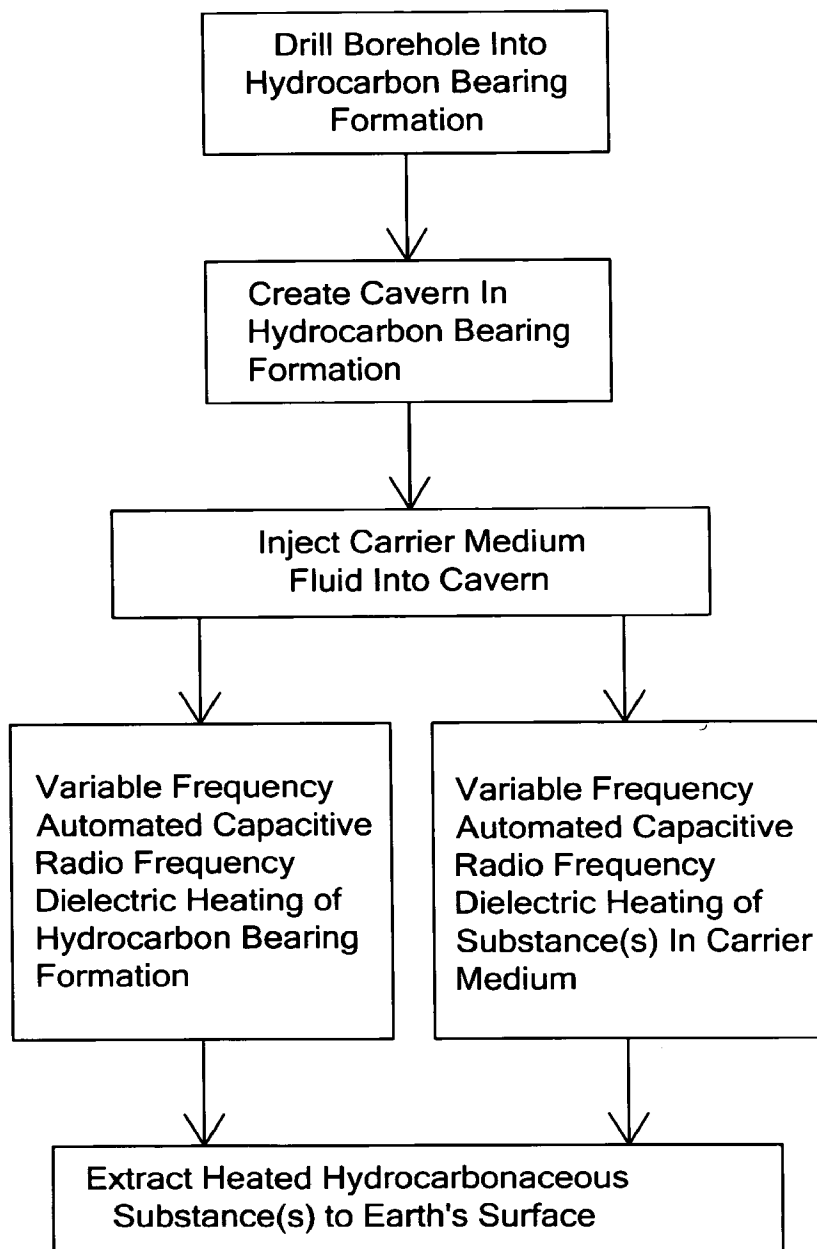 Drill Borehole Into
Hydrocarbon Bearing
Formation
Create Cavern In
Hydrocarbon Bearing
Formation
Inject Carrier Medium
Fluid Into Cavern
Variable Frequency
Automated Capacitive
Radio Frequency
Dielectric Heating of
Hydrocarbon Bearing
Formation
Variable Frequency
Automated Capacitive
Radio Frequency
Dielectric Heating of
Substance(s) In Carrier
Medium
Extract Heated Hydrocarbonaceous
Substance(s) to Earth's Surface